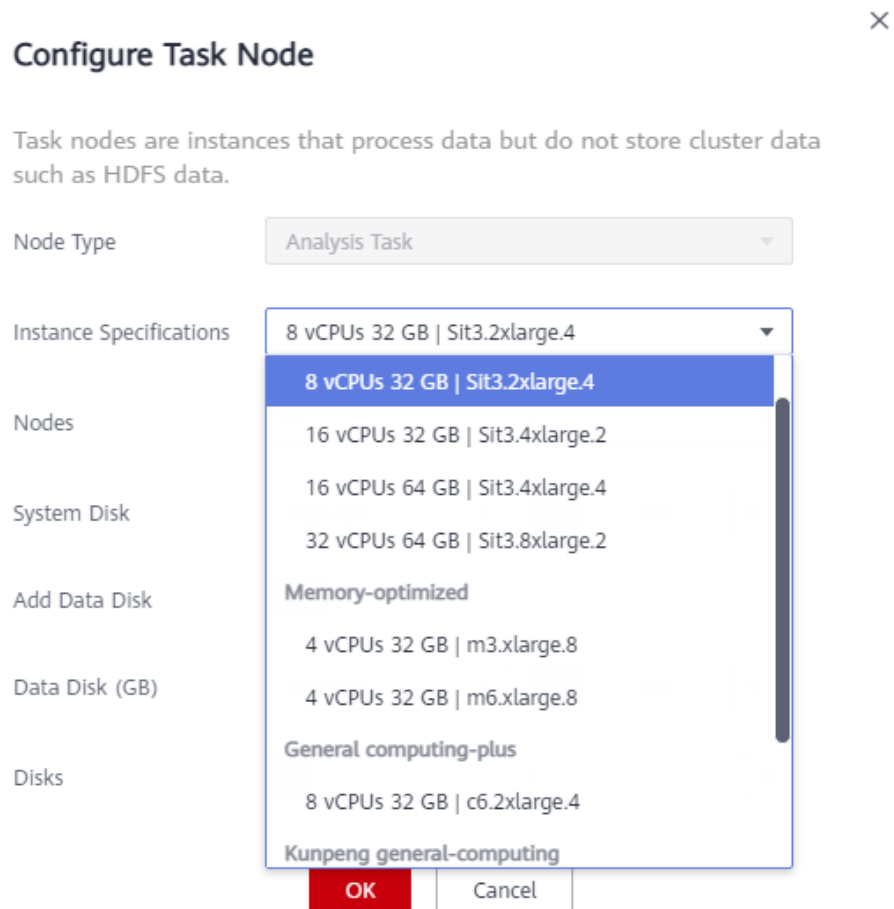 Configure Task Node
Task nodes are instances that process data but do not store cluster data
such as HDFS data.
Node Type
Analysis Task
Instance Specifications
8 vCPUs 32 GB | Sit3.2xlarge.4
8 vCPUs 32 GB | Sit3.2xlarge.4
Nodes
16 vCPUs 32 GB | Sit3.4xlarge.2
16 vCPUs 64 GB | Sit3.4xlarge.4
System Disk
32 vCPUs 64 GB | Sit3.8xlarge.2
Memory-optimized
Add Data Disk
4 vCPUs 32 GB | m3.xlarge.8
Data Disk (GB)
4 vCPUs 32 GB | m6.xlarge.8
General computing-plus
Disks
8 vCPUs 32 GB | c6.2xlarge.4
Kunpeng general-computing
OK
Cancel